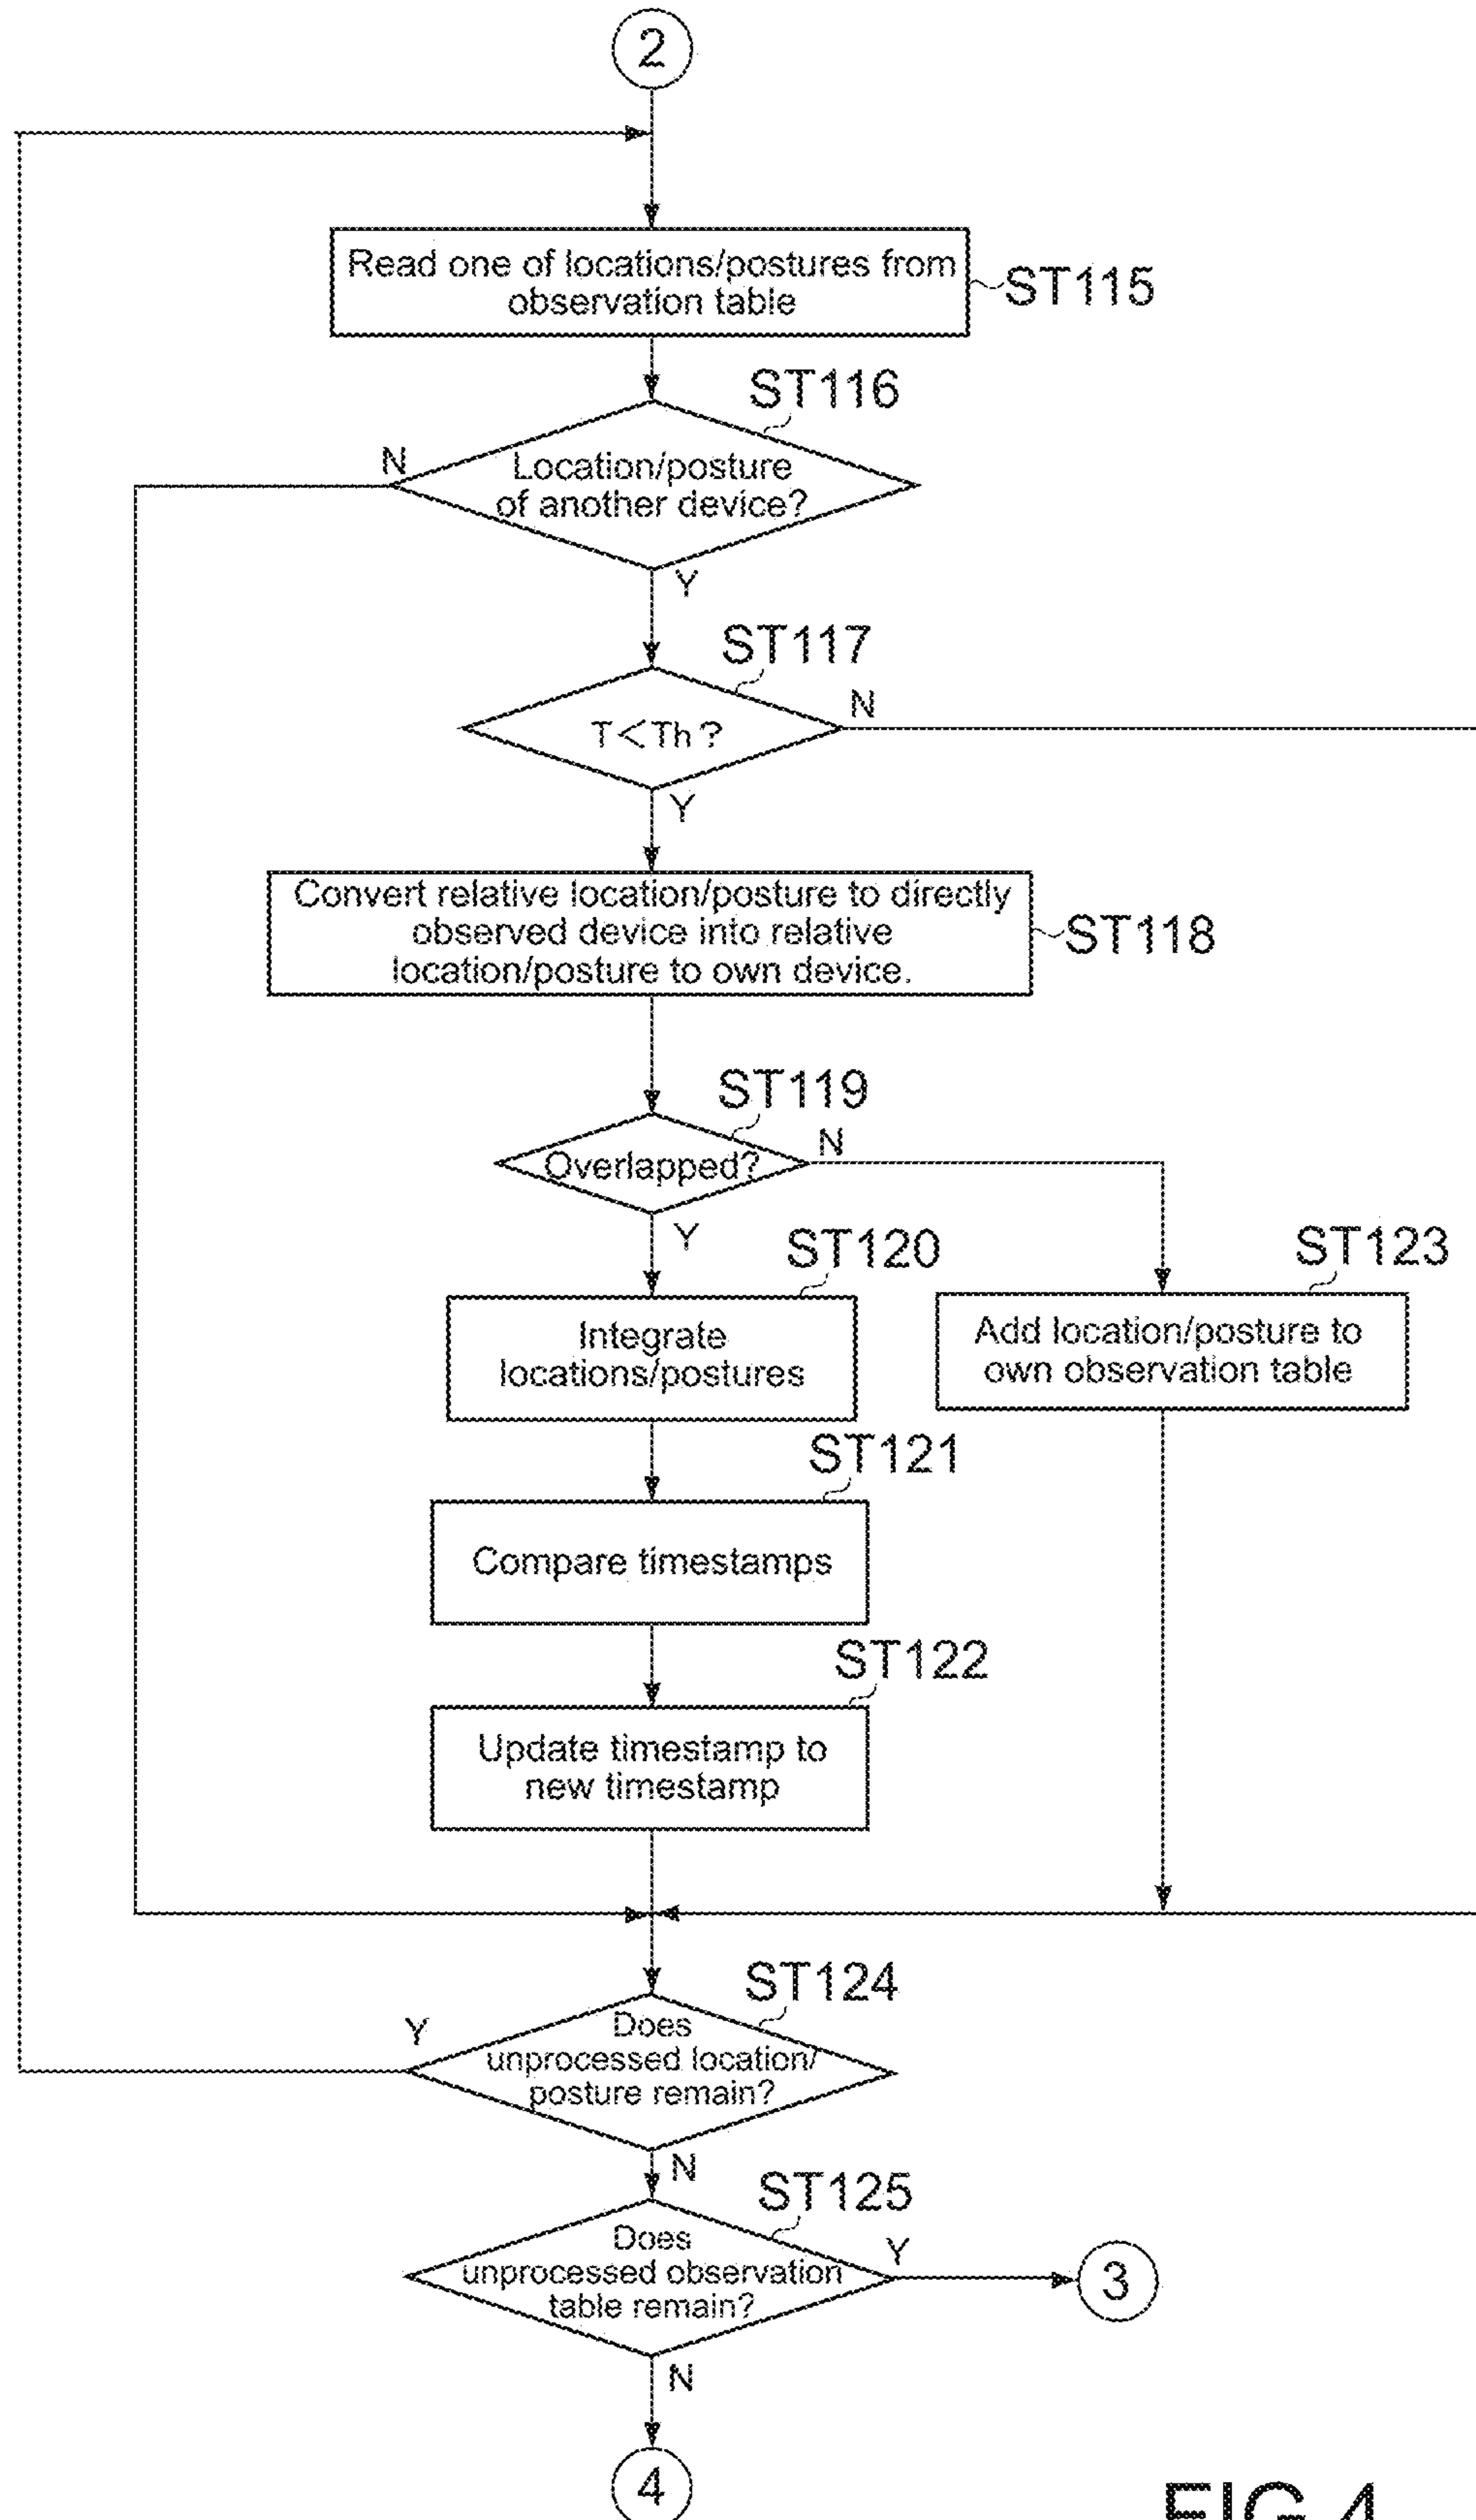 2
Read one of locations/postures from
observation table
ST115
ST116
N
Location/posture
of another device?
Y
ST117
N
T<Th?
Y
Convert relative location/posture to directly
observed device into relative
location/posture to own device.
ST118
ST119
N
Overlapped?
Y
ST120
ST123
Integrate
locations/postures
Add location/posture to
own observation table
ST121
Compare timestamps
ST122
Update timestamp to
new timestamp
ST124
Y
Does
unprocessed location/
posture remain?
N
ST125
Does
unprocessed observation
table remain?
Y
3
N
4
FIG.4